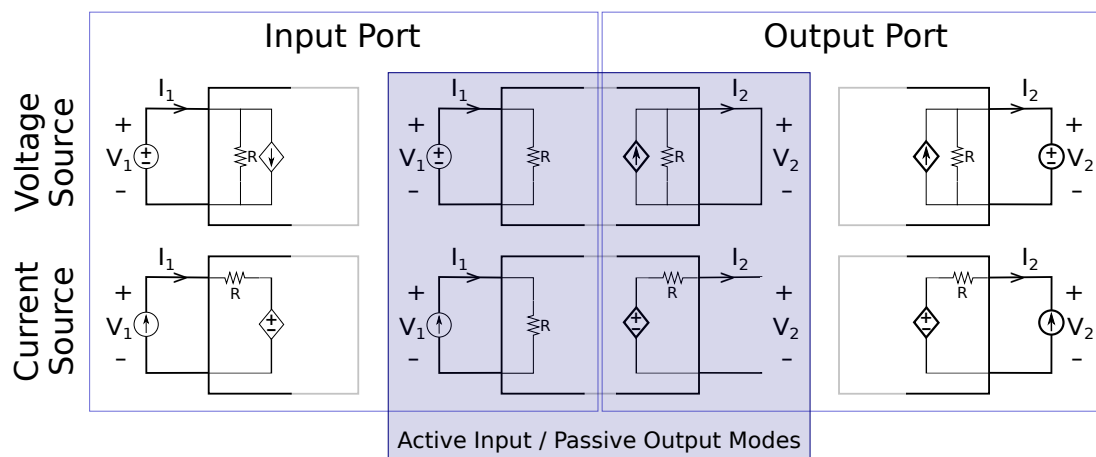 Input Port
Output Port
Voltage
Source
I1 I1 I2 I2
+ + + +
V1 R V1 R R V2 R V2
– – – –
Current
Source
I1 I1 I2 I2
+ R + R + R +
V1 V1 R V2 V2
– – – –
Active Input / Passive Output Modes